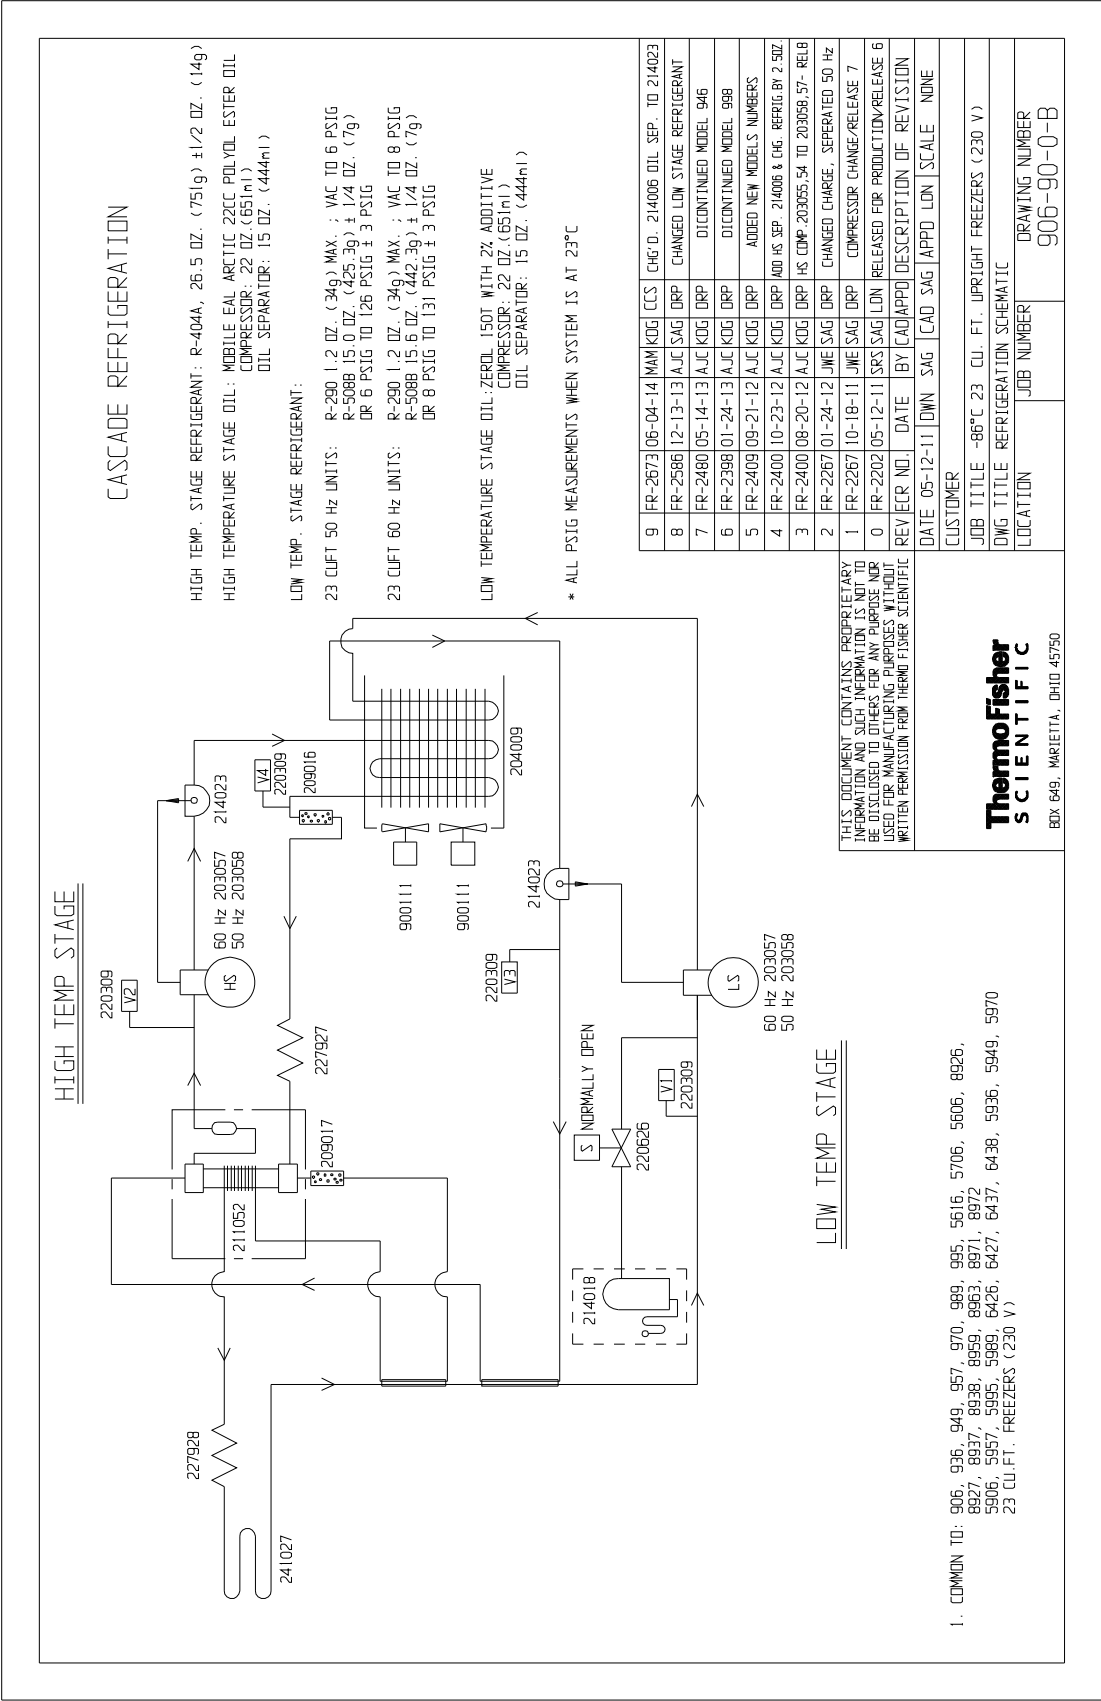 CASCADE REFRIGERATION
HIGH TEMP. STAGE REFRIGERANT: R-404A, 26.5 OZ. (751g) ±1/2 OZ. (14g)
HIGH TEMPERATURE STAGE OIL: MOBILE EAL ARCTIC 22CC POLYOL ESTER OIL
COMPRESSOR: 22 OZ.(651ml)
OIL SEPARATOR: 15 OZ. (444ml)
LOW TEMP. STAGE REFRIGERANT:
23 CUFT 50 Hz UNITS: R-290 1.2 OZ. (34g) MAX. ; VAC TO 6 PSIG
R-508B 15.0 OZ. (425.3g) ± 1/4 OZ. (7g)
OR 6 PSIG TO 126 PSIG ± 3 PSIG
23 CUFT 60 Hz UNITS: R-290 1.2 OZ. (34g) MAX. ; VAC TO 8 PSIG
R-508B 15.6 OZ. (442.3g) ± 1/4 OZ. (7g)
OR 8 PSIG TO 131 PSIG ± 3 PSIG
LOW TEMPERATURE STAGE OIL:ZEROL 150T WITH 2% ADDITIVE
COMPRESSOR: 22 OZ.(651ml)
OIL SEPARATOR: 15 OZ. (444ml)
* ALL PSIG MEASUREMENTS WHEN SYSTEM IS AT 23°C
HIGH TEMP STAGE
220309
V2
60 Hz 203057
50 Hz 203058
HS
214023
V4
220309
209016
227927
209017
211052
227928
241027
900111
900111
204009
214023
220309
V3
S NORMALLY OPEN
220626
214018
V1
220309
LS
60 Hz 203057
50 Hz 203058
LOW TEMP STAGE
1. COMMON TO: 906, 936, 949, 957, 970, 989, 995, 5616, 5706, 5606, 8926,
8927, 8937, 8938, 8959, 8963, 8971, 8972
5906, 5957, 5995, 5989, 6426, 6427, 6437, 6438, 5936, 5949, 5970
23 CU.FT. FREEZERS (230 V)
THIS DOCUMENT CONTAINS PROPRIETARY
INFORMATION AND SUCH INFORMATION IS NOT TO
BE DISCLOSED TO OTHERS FOR ANY PURPOSE NOR
USED FOR MANUFACTURING PURPOSES WITHOUT
WRITTEN PERMISSION FROM THERMO FISHER SCIENTIFIC
ThermoFisher
SCIENTIFIC
BOX 649, MARIETTA, OHIO 45750
9 FR-2673 06-04-14 MAM KDG CCS CHG'D. 214006 OIL SEP. TO 214023
8 FR-2586 12-13-13 AJC SAG DRP CHANGED LOW STAGE REFRIGERANT
7 FR-2480 05-14-13 AJC KDG DRP DICONTINUED MODEL 946
6 FR-2398 01-24-13 AJC KDG DRP DICONTINUED MODEL 998
5 FR-2409 09-21-12 AJC KDG DRP ADDED NEW MODELS NUMBERS
4 FR-2400 10-23-12 AJC KDG DRP ADD HS SEP. 214006 & CHG. REFRIG.BY 2.5OZ.
3 FR-2400 08-20-12 AJC KDG DRP HS COMP.203055,54 TO 203058,57- REL8
2 FR-2267 01-24-12 JWE SAG DRP CHANGED CHARGE, SEPERATED 50 Hz
1 FR-2267 10-18-11 JWE SAG DRP COMPRESSOR CHANGE/RELEASE 7
0 FR-2202 05-12-11 SRS SAG LDN RELEASED FOR PRODUCTION/RELEASE 6
REV ECR NO. DATE BY CAD APPD DESCRIPTION OF REVISION
DATE 05-12-11 DWN SAG CAD SAG APPD LDN SCALE NONE
CUSTOMER
JOB TITLE -86°C 23 CU. FT. UPRIGHT FREEZERS (230 V)
DWG TITLE REFRIGERATION SCHEMATIC
LOCATION JOB NUMBER DRAWING NUMBER
906-90-0-B